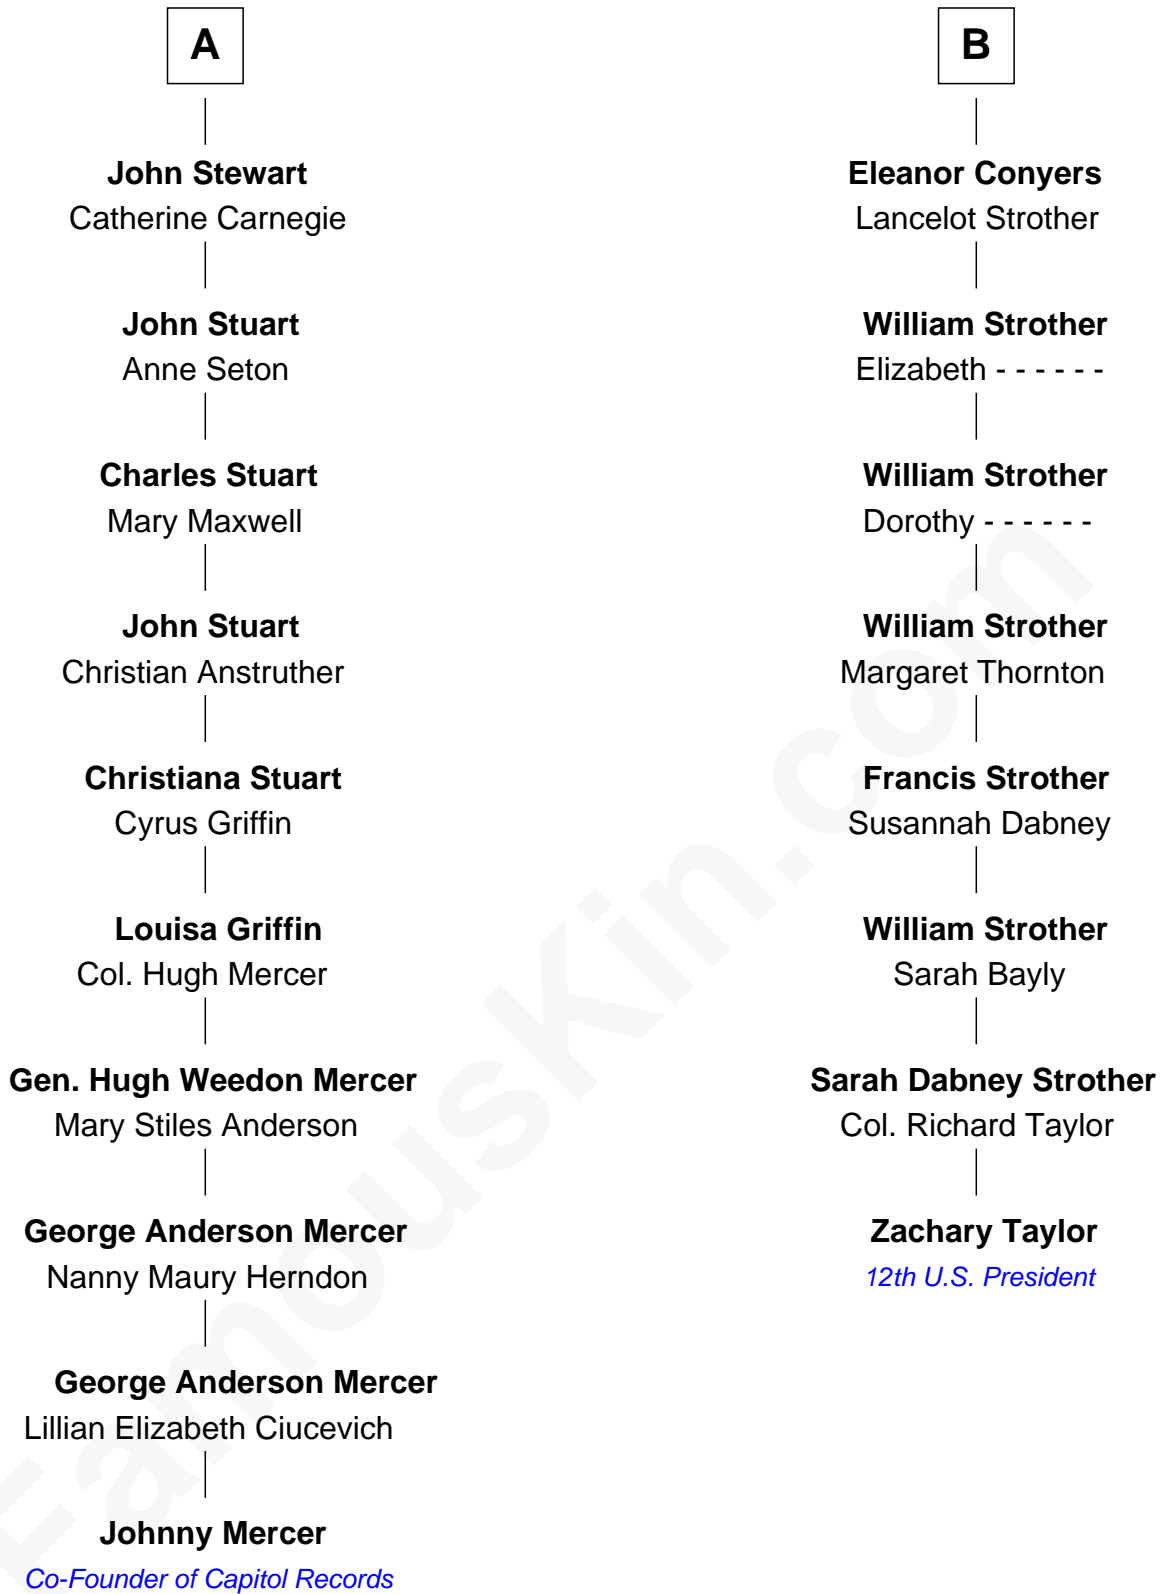 A
John Stewart
Catherine Carnegie
John Stuart
Anne Seton
Charles Stuart
Mary Maxwell
John Stuart
Christian Anstruther
Christiana Stuart
Cyrus Griffin
Louisa Griffin
Col. Hugh Mercer
Gen. Hugh Weedon Mercer
Mary Stiles Anderson
George Anderson Mercer
Nanny Maury Herndon
George Anderson Mercer
Lillian Elizabeth Ciucevich
Johnny Mercer
Co-Founder of Capitol Records
B
Eleanor Conyers
Lancelot Strother
William Strother
Elizabeth - - - - - -
William Strother
Dorothy - - - - - -
William Strother
Margaret Thornton
Francis Strother
Susannah Dabney
William Strother
Sarah Bayly
Sarah Dabney Strother
Col. Richard Taylor
Zachary Taylor
12th U.S. President
FamousKin.com